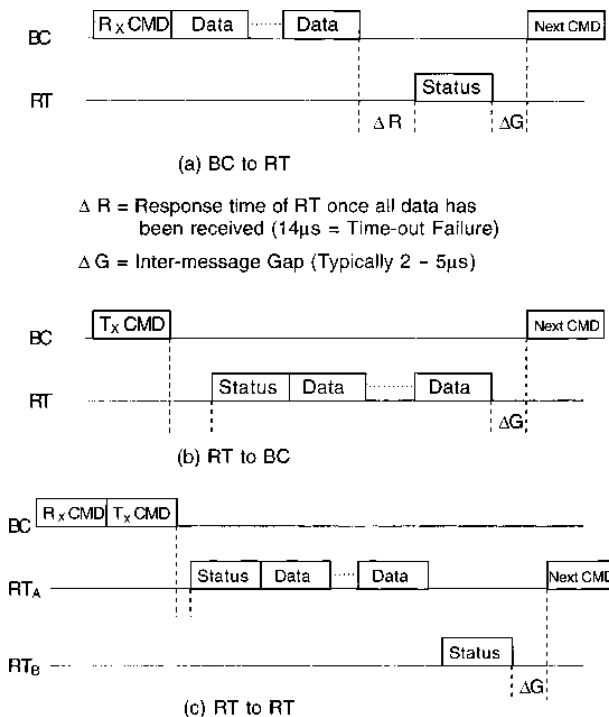 BC R X CMD Data Data Next CMD
RT Status
Δ R ΔG
(a) BC to RT
Δ R = Response time of RT once all data has
been received (14μs = Time-out Failure)
Δ G = Inter-message Gap (Typically 2 – 5μs)
BC T X CMD Next CMD
RT Status Data Data
ΔG
(b) RT to BC
BC R X CMD T X CMD
RT A Status Data Data Next CMD
RT B Status
ΔG
(c) RT to RT